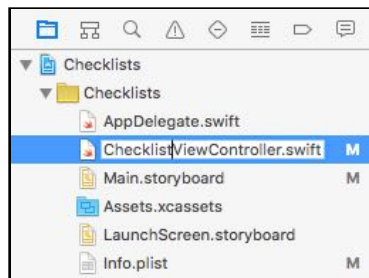 Checklists
Checklists
AppDelegate.swift
ChecklistViewController.swift M
Main.storyboard M
Assets.xcassets
LaunchScreen.storyboard
Info.plist M